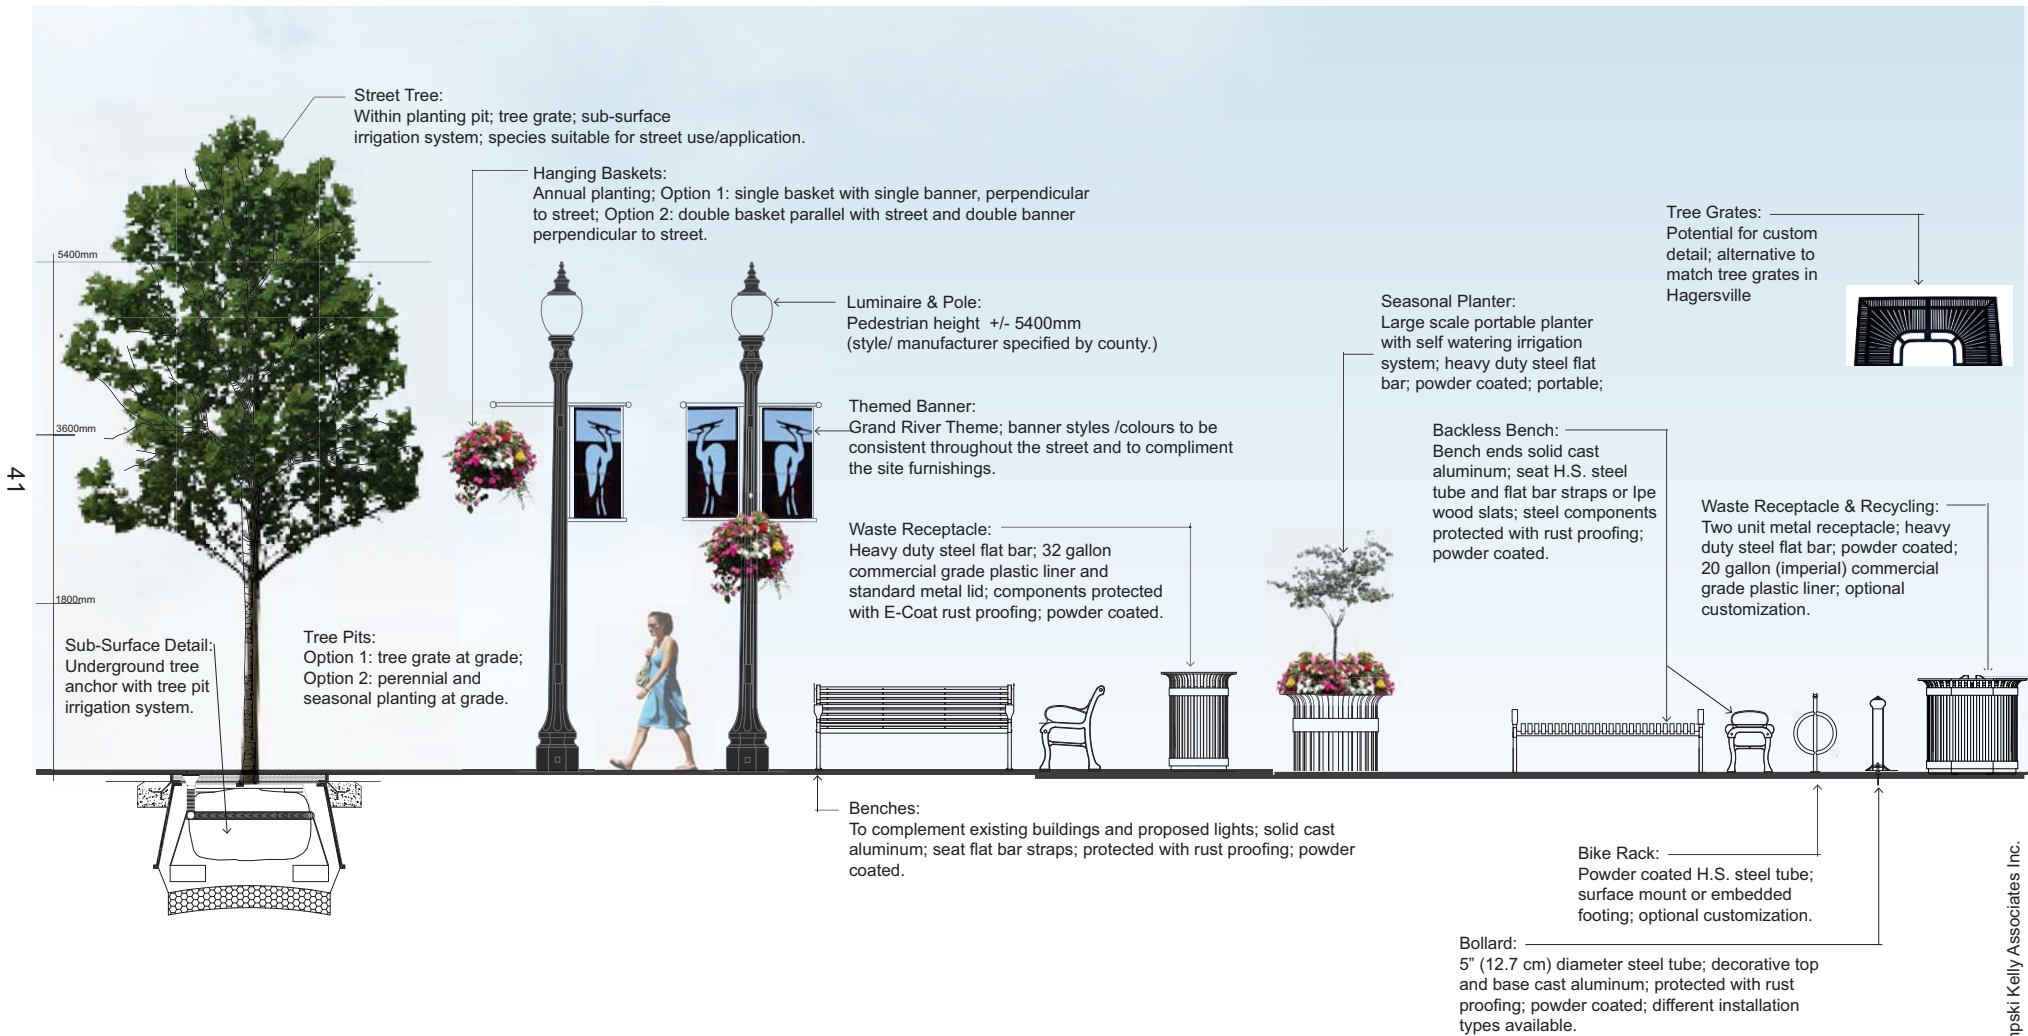 Street Tree:
Within planting pit; tree grate; sub-surface
irrigation system; species suitable for street use/application.
Hanging Baskets:
Annual planting; Option 1: single basket with single banner, perpendicular
to street; Option 2: double basket parallel with street and double banner
perpendicular to street.
Tree Grates:
Potential for custom
detail; alternative to
match tree grates in
Hagersville
5400mm
Luminaire & Pole:
Pedestrian height +/- 5400mm
(style/ manufacturer specified by county.)
Seasonal Planter:
Large scale portable planter
with self watering irrigation
system; heavy duty steel flat
bar; powder coated; portable;
Themed Banner:
Grand River Theme; banner styles /colours to be
consistent throughout the street and to compliment
the site furnishings.
3600mm
Backless Bench:
Bench ends solid cast
aluminum; seat H.S. steel
tube and flat bar straps or Ipe
wood slats; steel components
protected with rust proofing;
powder coated.
41
Waste Receptacle:
Heavy duty steel flat bar; 32 gallon
commercial grade plastic liner and
standard metal lid; components protected
with E-Coat rust proofing; powder coated.
Waste Receptacle & Recycling:
Two unit metal receptacle; heavy
duty steel flat bar; powder coated;
20 gallon (imperial) commercial
grade plastic liner; optional
customization.
1800mm
Sub-Surface Detail:
Underground tree
anchor with tree pit
irrigation system.
Tree Pits:
Option 1: tree grate at grade;
Option 2: perennial and
seasonal planting at grade.
Benches:
To complement existing buildings and proposed lights; solid cast
aluminum; seat flat bar straps; protected with rust proofing; powder
coated.
Bike Rack:
Powder coated H.S. steel tube;
surface mount or embedded
footing; optional customization.
Bollard:
5” (12.7 cm) diameter steel tube; decorative top
and base cast aluminum; protected with rust
proofing; powder coated; different installation
types available.
Kelly Associates Inc.